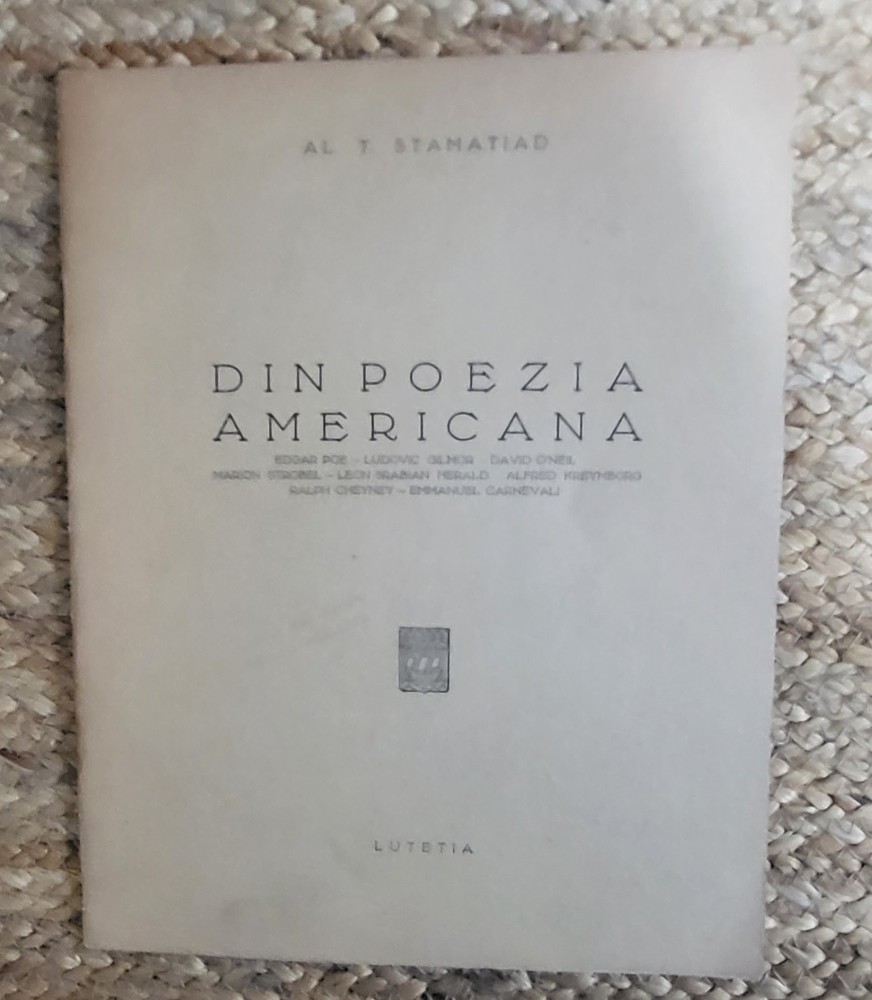 AL T STAMATIAD
DIN POEZIA
AMERICANA
EDGAR POE - LUDOVIC GILMOR DAVID O'NEIL
MARION STROBEL - LEON SRABIAN HERALD ALFRED KREYMBORG
RALPH CHEYNEY - EMMANUEL CARNEVALI
LUTETIA